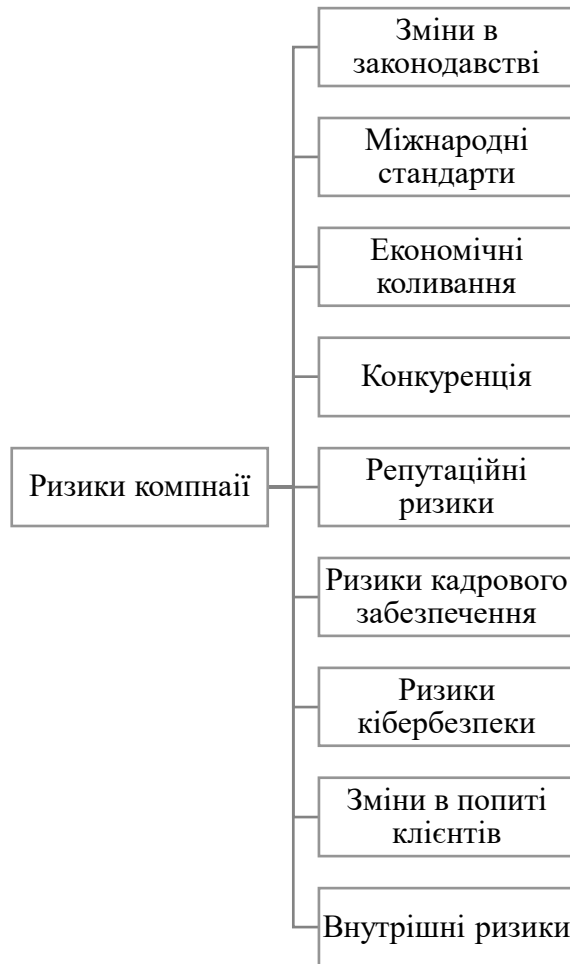 Зміни в
законодавстві
Міжнародні
стандарти
Економічні
коливання
Конкуренція
Ризики компнаії
Репутаційні
ризики
Ризики кадрового
забезпечення
Ризики
кібербезпеки
Зміни в попиті
клієнтів
Внутрішні ризики